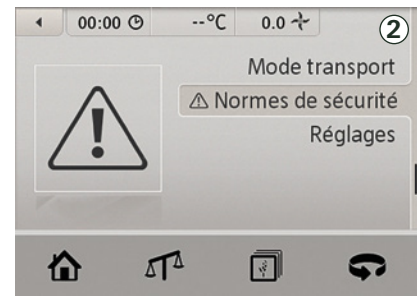 00:00 --°C 0.0
2
Mode transport
Normes de sécurité
Réglages